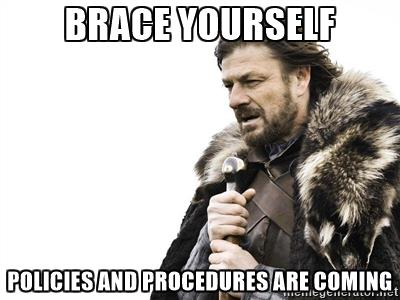 BRACE YOURSELF
POLICIES AND PROCEDURES ARE COMING
memegenerator.net